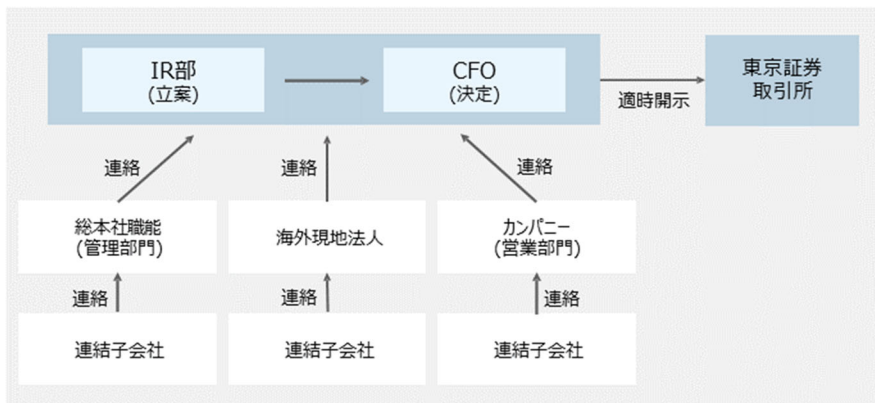 IR部
(立案)
CFO
(決定)
東京証券
取引所
適時開示
連絡
連絡
連絡
総本社職能
(管理部門)
海外現地法人
カンパニー
(営業部門)
連絡
連絡
連絡
連結子会社
連結子会社
連結子会社